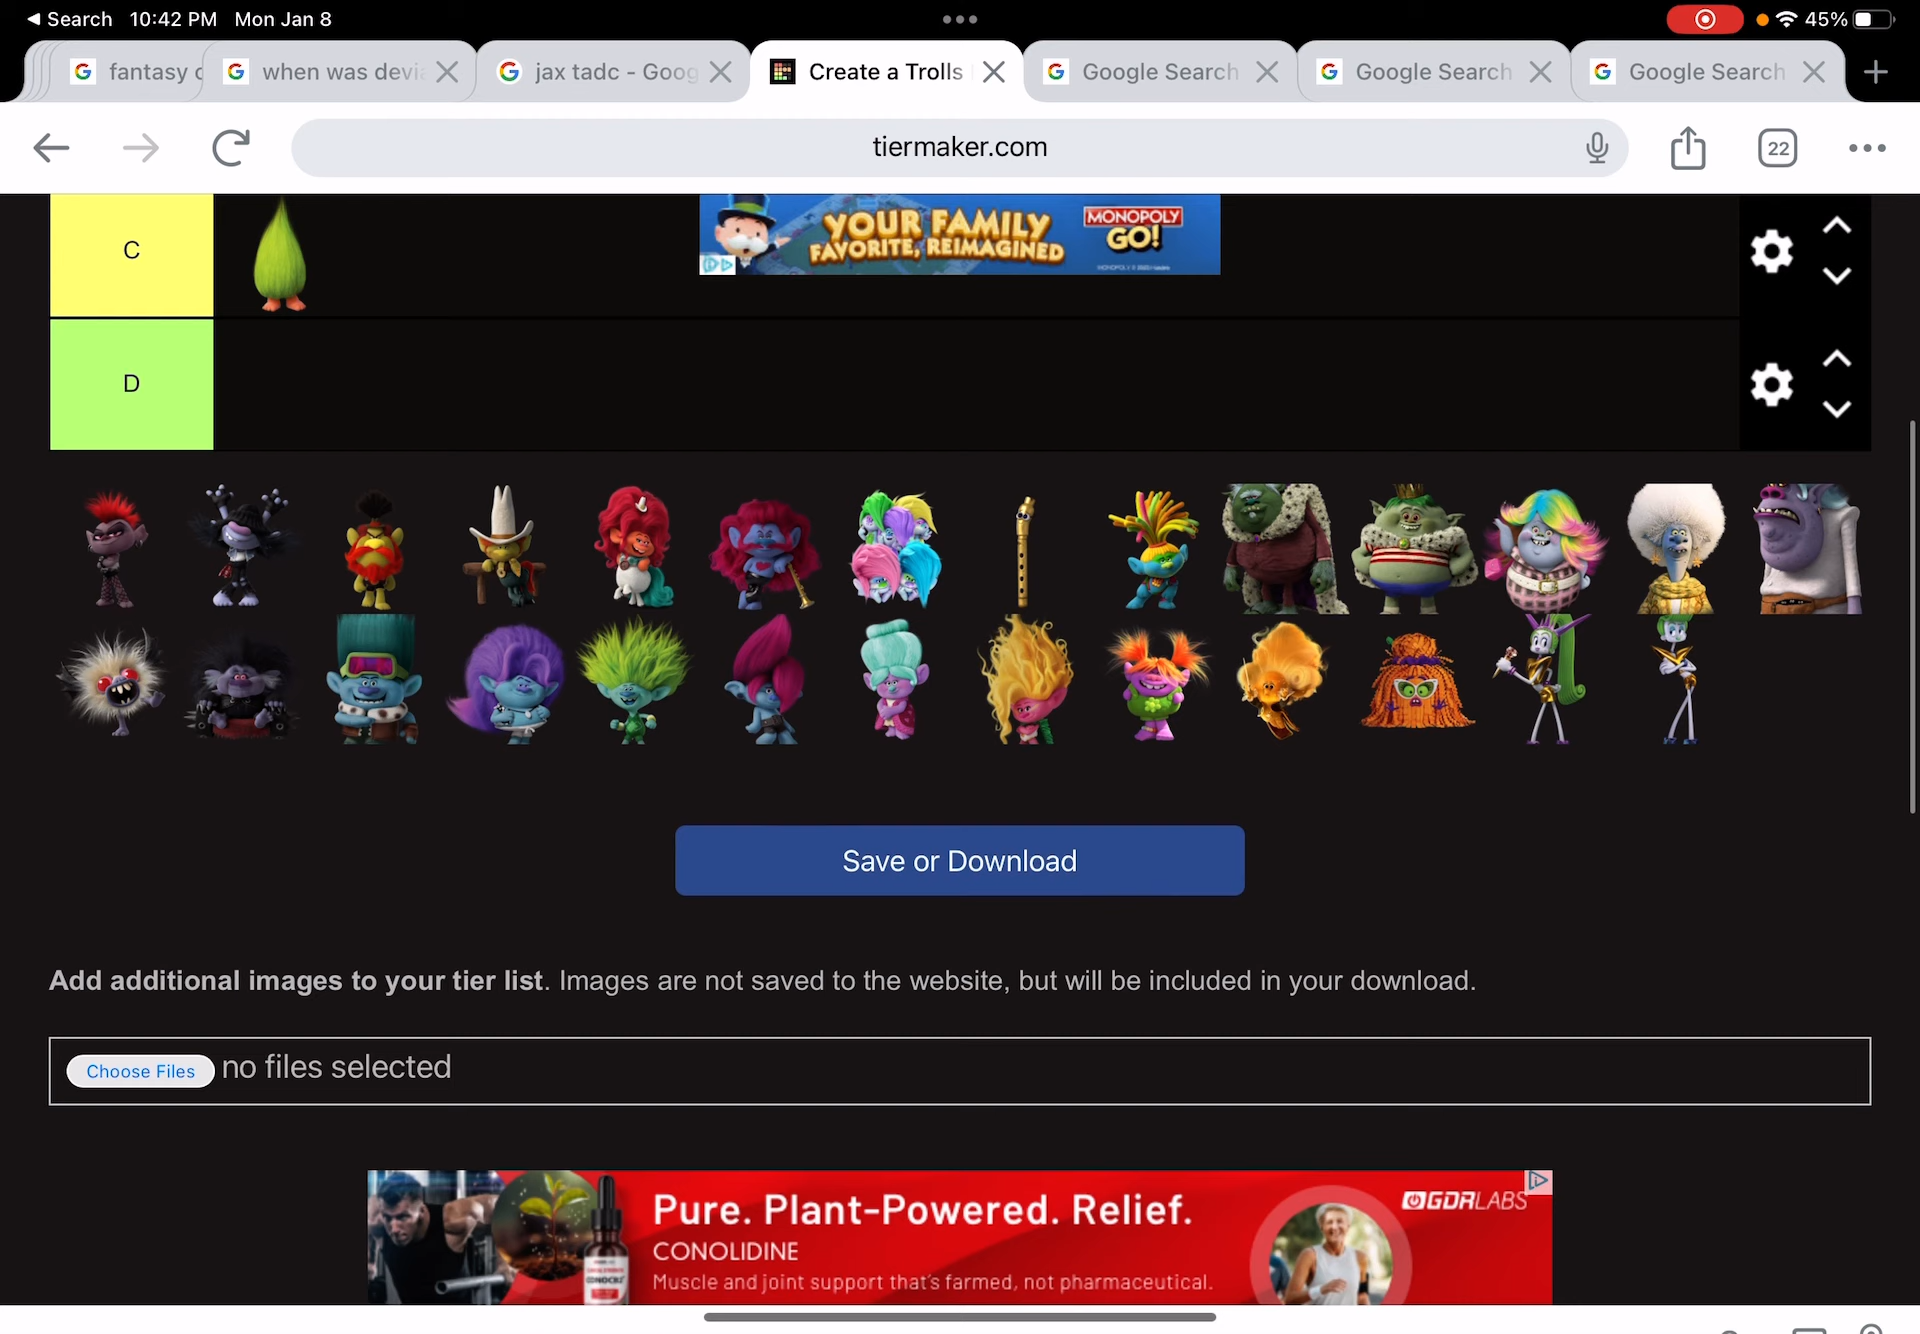 Search 10:42 PM Mon Jan 8
45%
fantasy
when was devi
jax tadc - Goog
Create a Trolls
Google Search
Google Search
Google Search
tiermaker.com
22
C
YOUR FAMILY
FAVORITE, REIMAGINED
MONOPOLY
GO!
D
Save or Download
Add additional images to your tier list. Images are not saved to the website, but will be included in your download.
Choose Files no files selected
Pure. Plant-Powered. Relief.
CONOLIDINE
Muscle and joint support that's farmed, not pharmaceutical.
GDR LABS